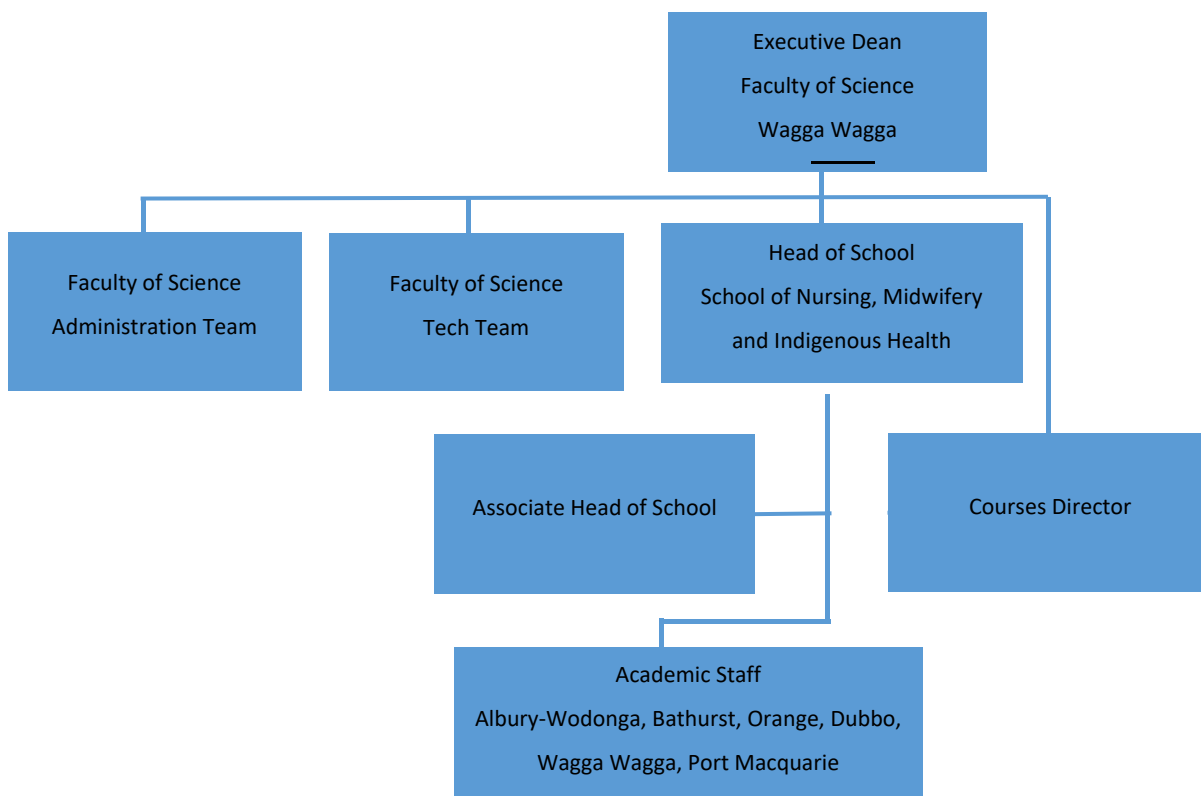 Executive Dean
Faculty of Science
Wagga Wagga
Faculty of Science
Administration Team
Faculty of Science
Tech Team
Head of School
School of Nursing, Midwifery
and Indigenous Health
Associate Head of School
Courses Director
Academic Staff
Albury-Wodonga, Bathurst, Orange, Dubbo,
Wagga Wagga, Port Macquarie